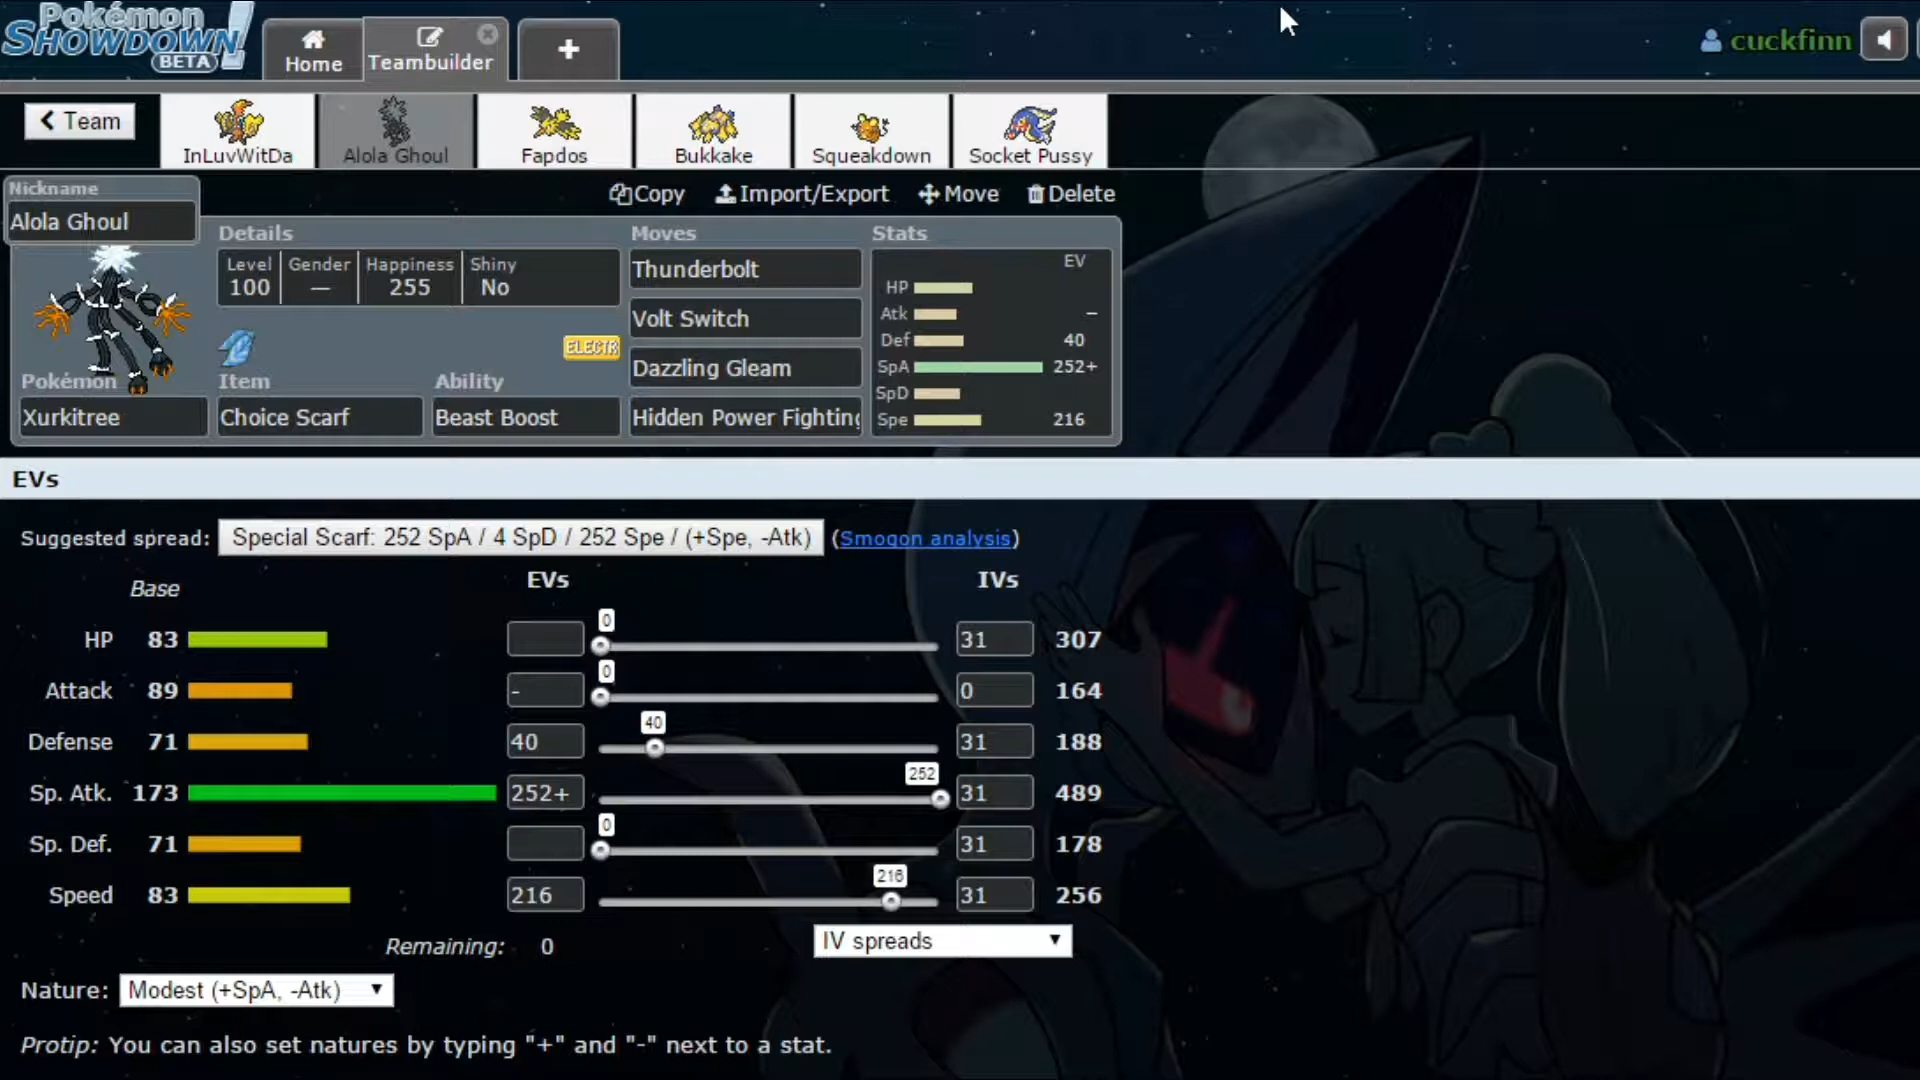 Pokémon
SHOWDOWN!
BETA
Home
Teambuilder
+
cuckfinn
Team
InLuvWitDa
Alola Ghoul
Fapdos
Bukkake
Squeakdown
Socket Pussy
Nickname
Alola Ghoul
Copy
Import/Export
Move
Delete
Details
Moves
Stats
Level
Gender
Happiness
Shiny
100
—
255
No
Thunderbolt
Volt Switch
Dazzling Gleam
Hidden Power Fighting
EV
HP
Atk –
Def 40
SpA 252+
SpD
Spe 216
ELECTR
Pokémon
Item
Ability
Xurkitree
Choice Scarf
Beast Boost
EVs
Suggested spread: Special Scarf: 252 SpA / 4 SpD / 252 Spe / (+Spe, -Atk) (Smogon analysis)
Base EVs IVs
HP 83 0 31 307
Attack 89 - 0 0 164
Defense 71 40 40 31 188
Sp. Atk. 173 252+ 252 31 489
Sp. Def. 71 0 31 178
Speed 83 216 216 31 256
Remaining: 0
IV spreads
Nature: Modest (+SpA, -Atk)
Protip: You can also set natures by typing "+" and "-" next to a stat.